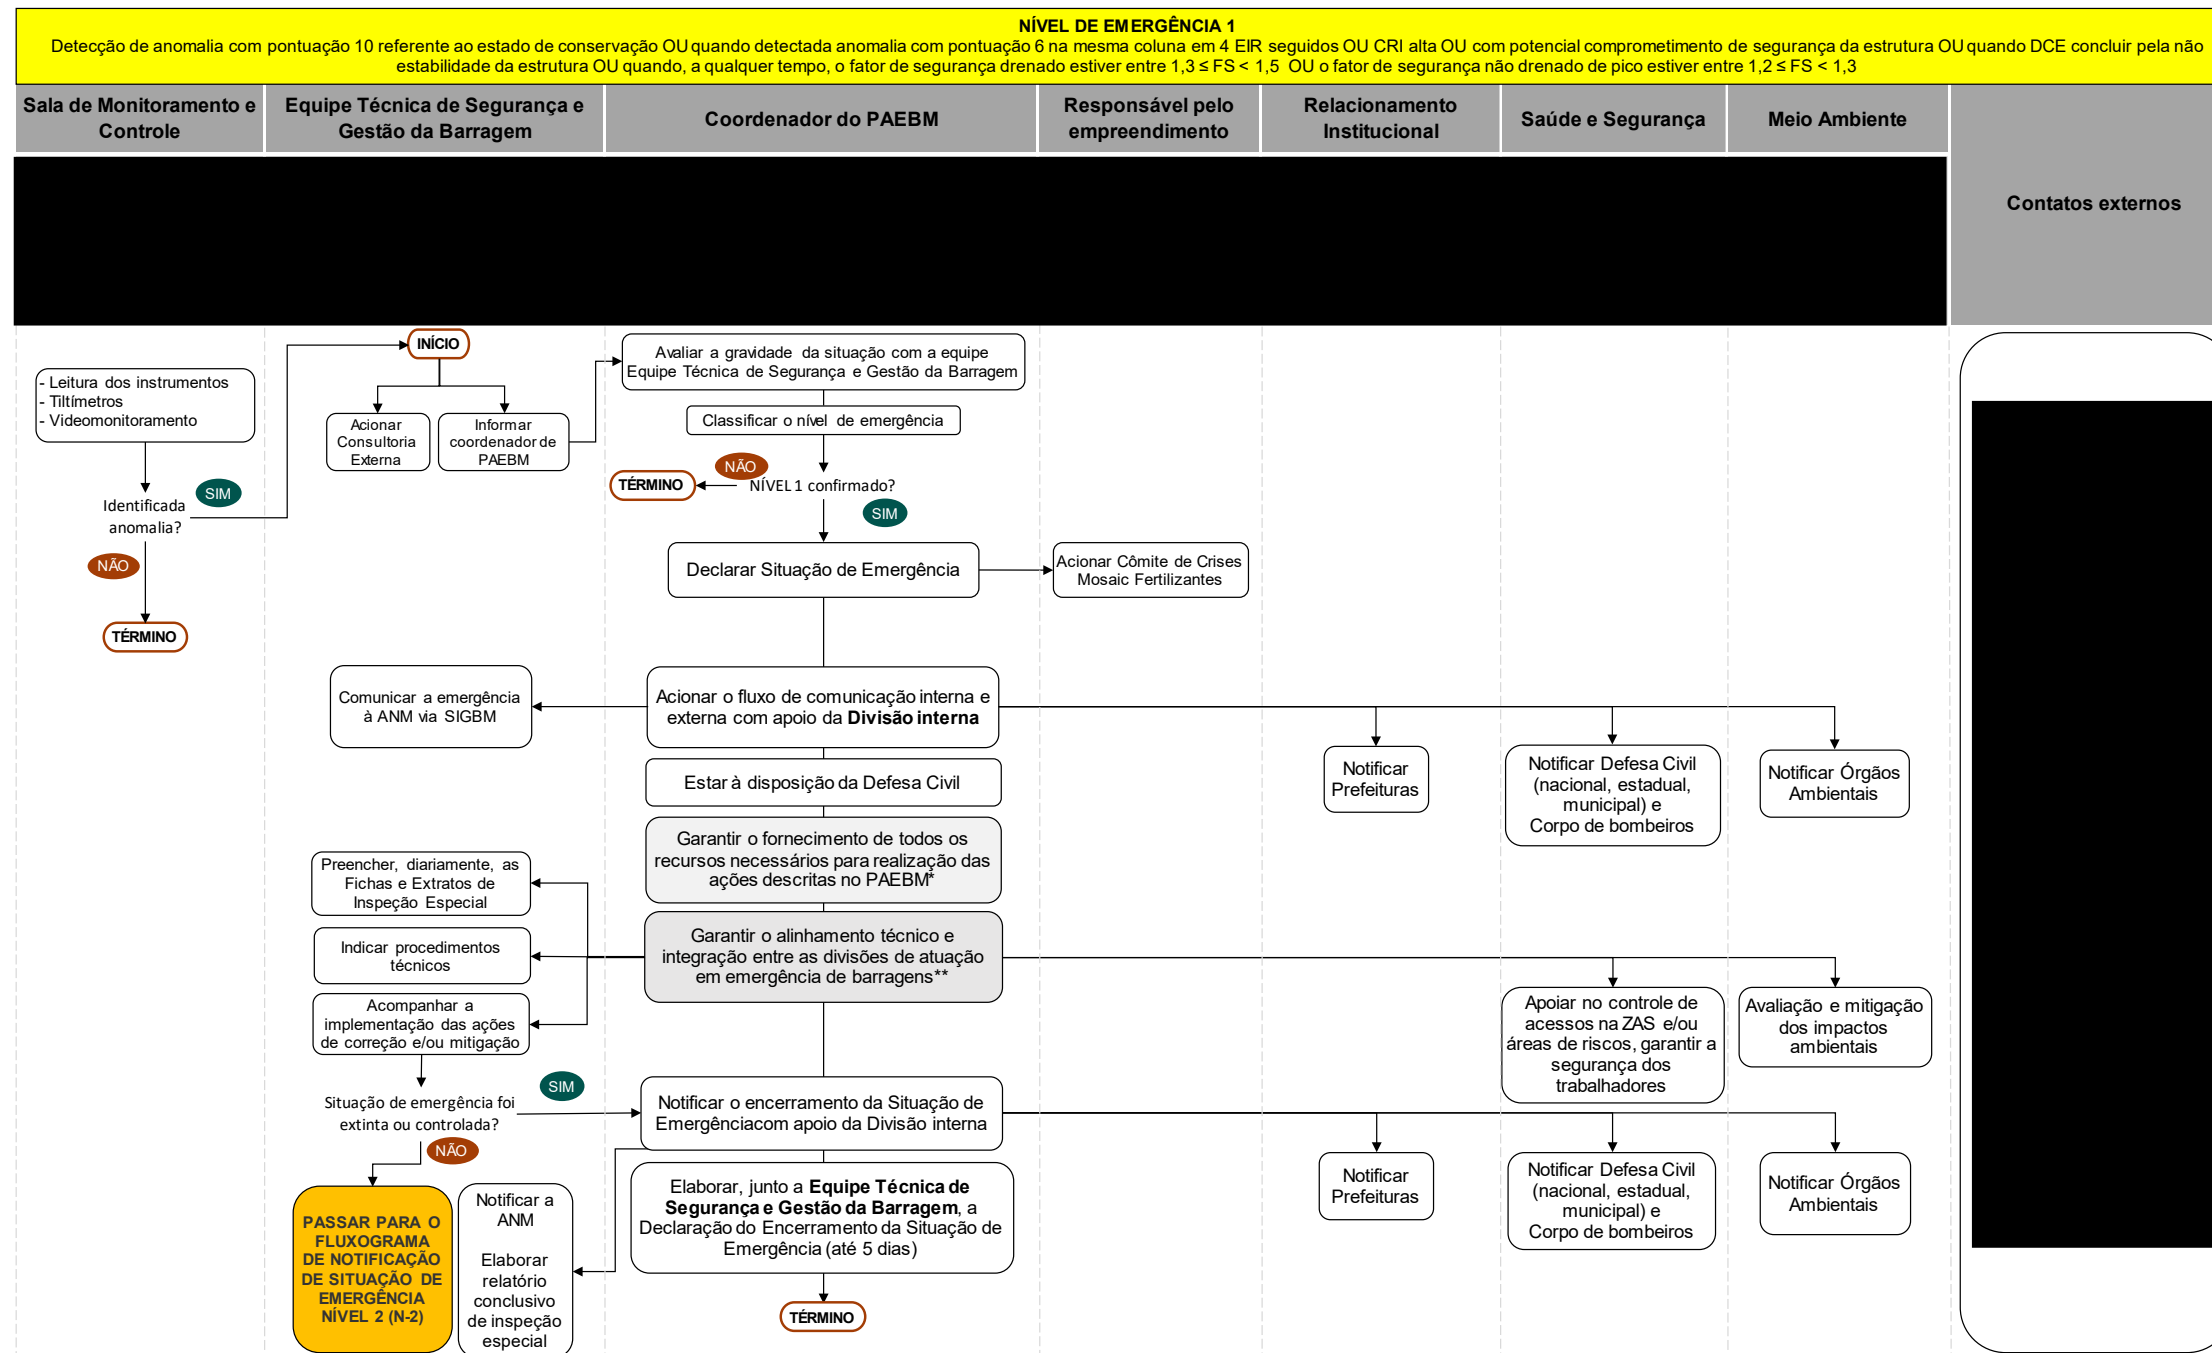 NÍVEL DE EMERGÊNCIA 1
Detecção de anomalia com pontuação 10 referente ao estado de conservação OU quando detectada anomalia com pontuação 6 na mesma coluna em 4 EIR seguidos OU CRI alta OU com potencial comprometimento de segurança da estrutura OU quando DCE concluir pela não
estabilidade da estrutura OU quando, a qualquer tempo, o fator de segurança drenado estiver entre 1,3 ≤ FS < 1,5 OU o fator de segurança não drenado de pico estiver entre 1,2 ≤ FS < 1,3
Sala de Monitoramento e
Controle
Equipe Técnica de Segurança e
Gestão da Barragem
Coordenador do PAEBM
Responsável pelo
empreendimento
Relacionamento
Institucional
Saúde e Segurança
Meio Ambiente
Contatos externos
- Leitura dos instrumentos
- Tiltímetros
- Videomonitoramento
Identificada
anomalia?
SIM
NÃO
TÉRMINO
INÍCIO
Acionar
Consultoria
Externa
Informar
coordenador de
PAEBM
Avaliar a gravidade da situação com a equipe
Equipe Técnica de Segurança e Gestão da Barragem
Classificar o nível de emergência
NÃO
TÉRMINO
NÍVEL 1 confirmado?
SIM
Declarar Situação de Emergência
Acionar Cômite de Crises
Mosaic Fertilizantes
Comunicar a emergência
à ANM via SIGBM
Acionar o fluxo de comunicação interna e
externa com apoio da Divisão interna
Notificar
Prefeituras
Notificar Defesa Civil
(nacional, estadual,
municipal) e
Corpo de bombeiros
Notificar Órgãos
Ambientais
Estar à disposição da Defesa Civil
Garantir o fornecimento de todos os
recursos necessários para realização das
ações descritas no PAEBM*
Preencher, diariamente, as
Fichas e Extratos de
Inspeção Especial
Indicar procedimentos
técnicos
Acompanhar a
implementação das ações
de correção e/ou mitigação
Garantir o alinhamento técnico e
integração entre as divisões de atuação
em emergência de barragens**
Apoiar no controle de
acessos na ZAS e/ou
áreas de riscos, garantir a
segurança dos
trabalhadores
Avaliação e mitigação
dos impactos
ambientais
Situação de emergência foi
extinta ou controlada?
SIM
NÃO
Notificar o encerramento da Situação de
Emergênciacom apoio da Divisão interna
Notificar
Prefeituras
Notificar Defesa Civil
(nacional, estadual,
municipal) e
Corpo de bombeiros
Notificar Órgãos
Ambientais
PASSAR PARA O
FLUXOGRAMA
DE NOTIFICAÇÃO
DE SITUAÇÃO DE
EMERGÊNCIA
NÍVEL 2 (N-2)
Notificar a
ANM
Elaborar
relatório
conclusivo
de inspeção
especial
Elaborar, junto a Equipe Técnica de
Segurança e Gestão da Barragem, a
Declaração do Encerramento da Situação de
Emergência (até 5 dias)
TÉRMINO